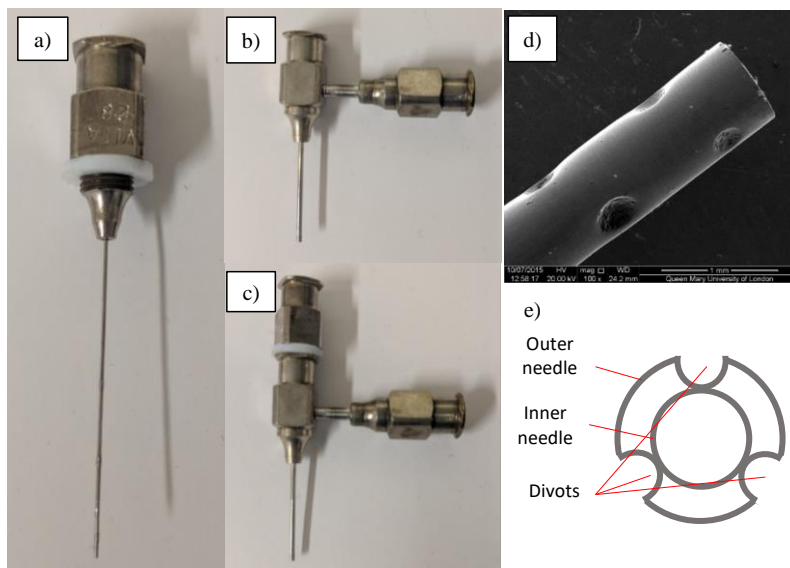 a)
b)
c)
d)
10/07/2015 HV mag □ WD 1 mm
12:58:17 20.00 kV 100 x 24.2 mm Queen Mary University of London
e)
Outer
needle
Inner
needle
Divots